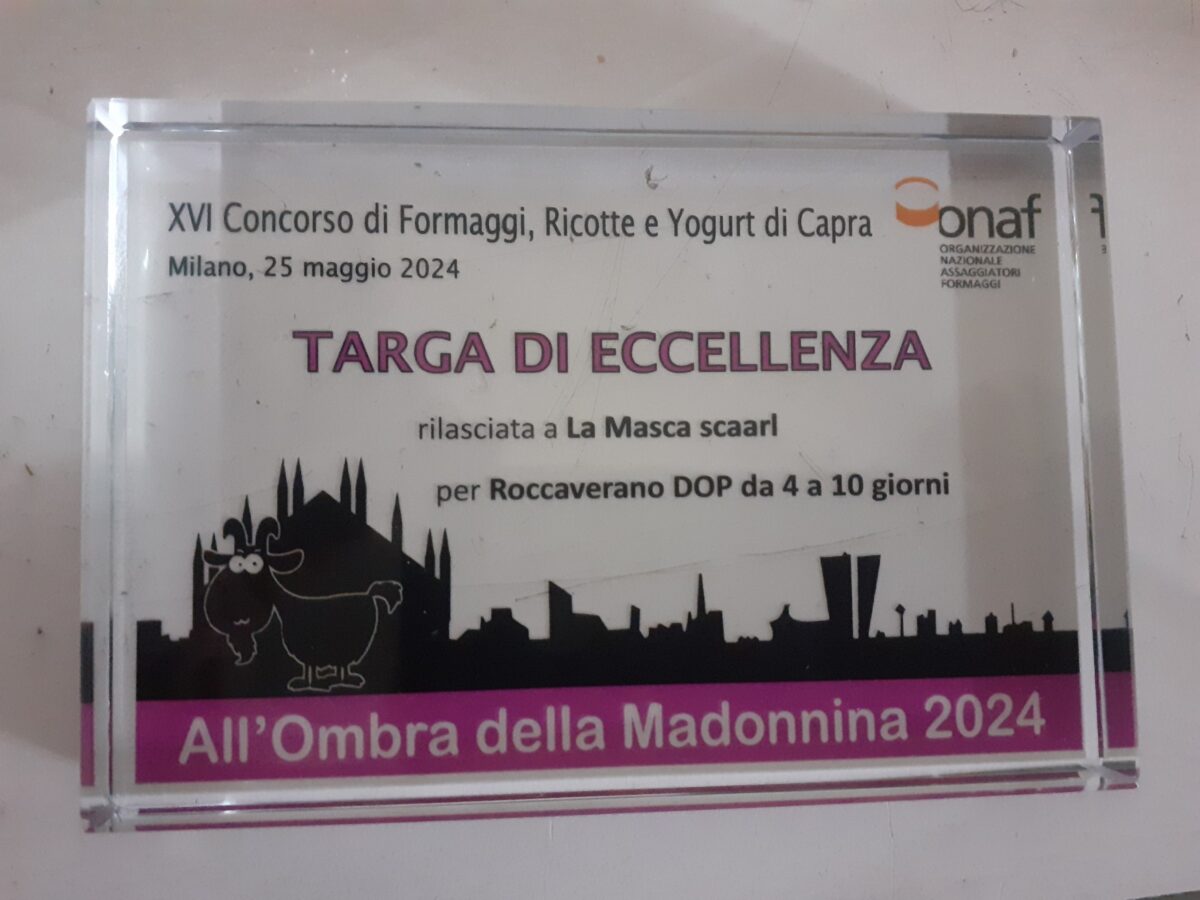 XVI Concorso di Formaggi, Ricotte e Yogurt di Capra
Milano, 25 maggio 2024
onaf
ORGANIZZAZIONE
NAZIONALE
ASSAGGIATORI
FORMAGGI
TARGA DI ECCELLENZA
rilasciata a La Masca scaarl
per Roccaverano DOP da 4 a 10 giorni
All'Ombra della Madonnina 2024